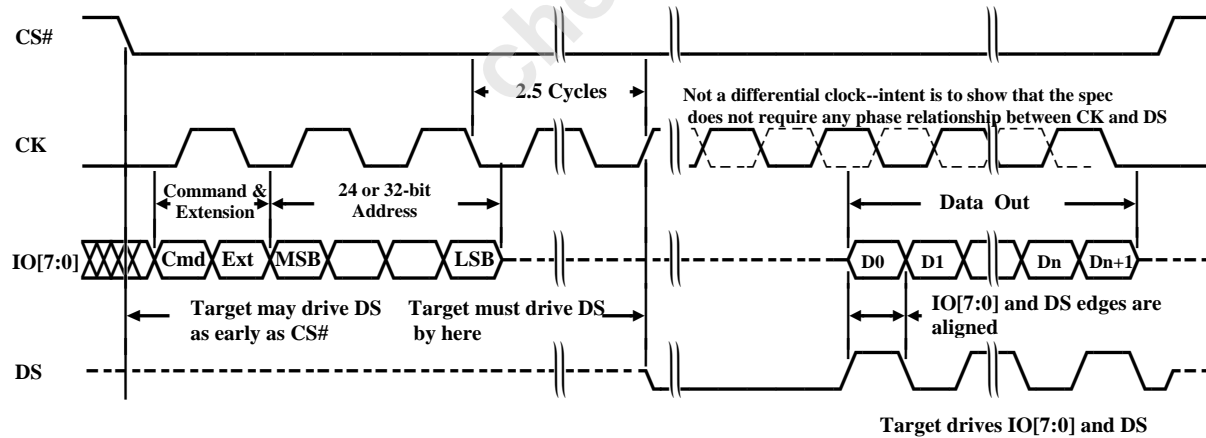 CS#
2.5 Cycles
Not a differential clock--intent is to show that the spec
does not require any phase relationship between CK and DS
CK
Command &
Extension
24 or 32-bit
Address
Data Out
IO[7:0]
Cmd
Ext
MSB
LSB
D0
D1
Dn
Dn+1
Target may drive DS
as early as CS#
Target must drive DS
by here
IO[7:0] and DS edges are
aligned
DS
Target drives IO[7:0] and DS